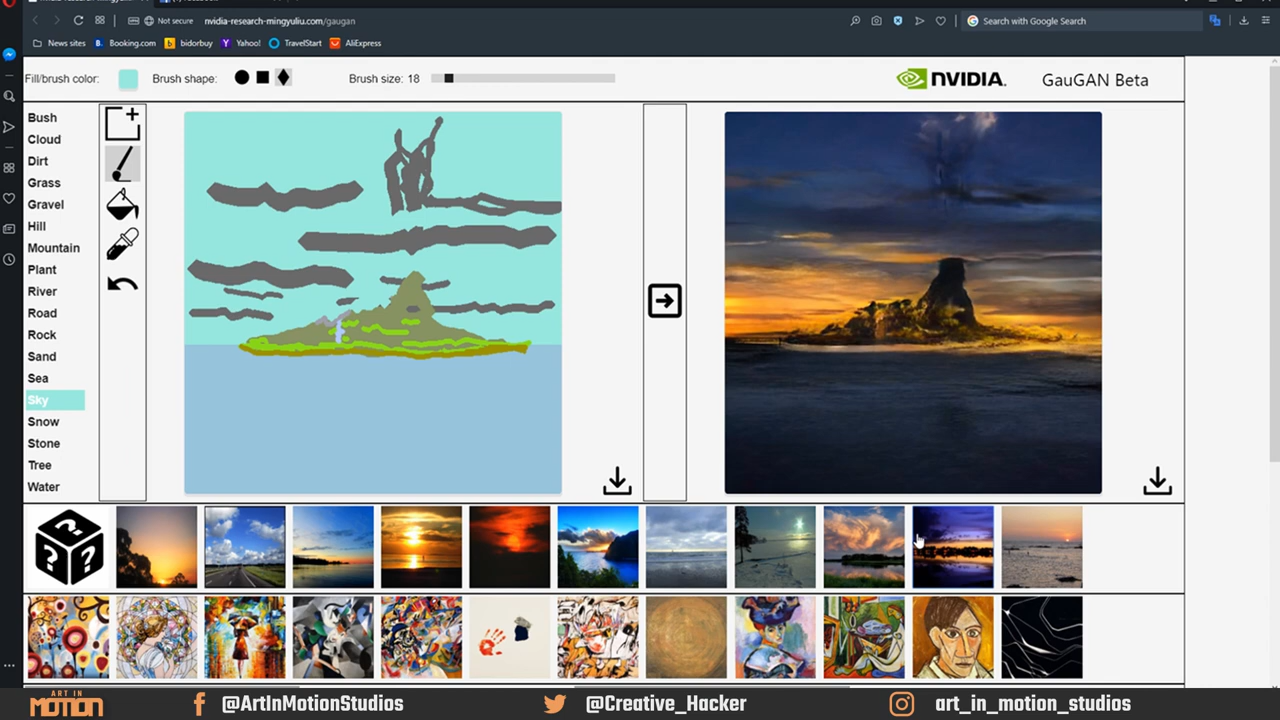 Not secure nvidia-research-mingyuliu.com/gaugan
Search with Google Search
News sites B. Booking.com b bidorbuy Y Yahoo! TravelStart AliExpress
Fill/brush color: Brush shape: Brush size: 18
NVIDIA. GauGAN Beta
Bush
Cloud
Dirt
Grass
Gravel
Hill
Mountain
Plant
River
Road
Rock
Sand
Sea
Sky
Snow
Stone
Tree
Water
? ? ?
ART IN
MOTION
@ArtInMotionStudios
@Creative_Hacker
art_in_motion_studios